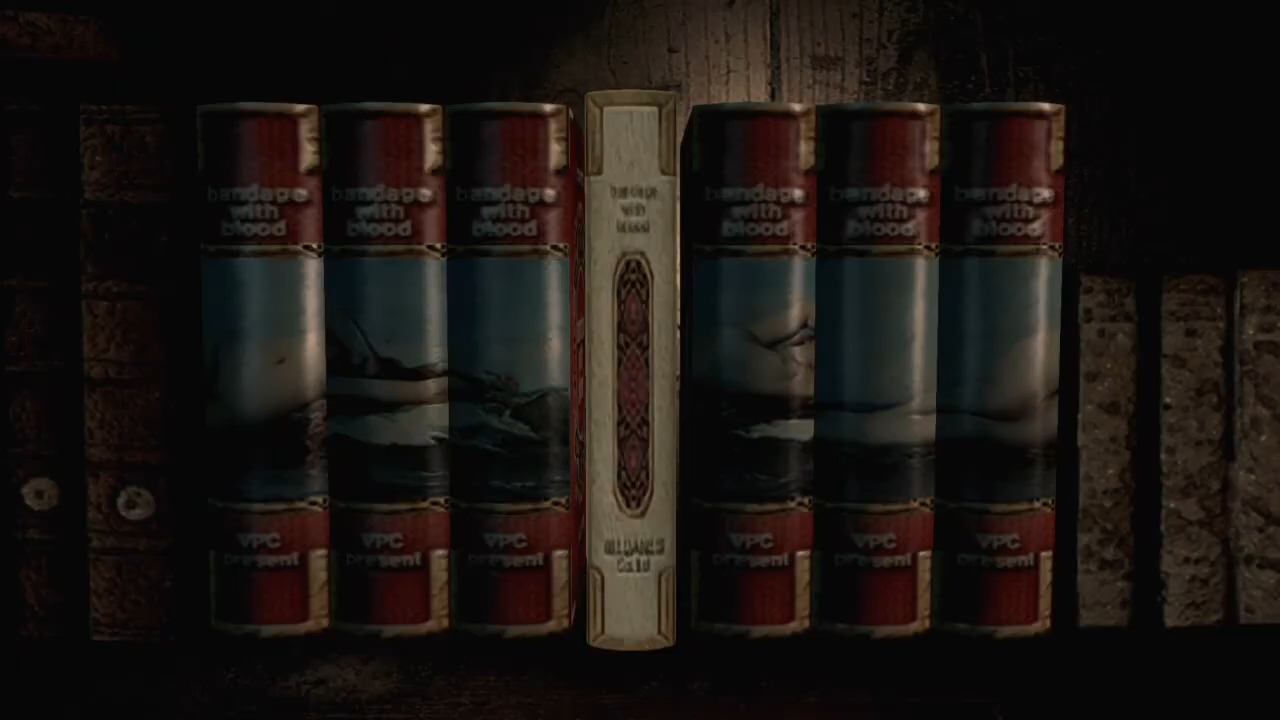 bandage
with
blood
bandage
with
blood
bandage
with
blood
bandage
with
blood
bandage
with
blood
bandage
with
blood
bandage
with
blood
VPC
present
VPC
present
VPC
present
VPC
present
VPC
present
VPC
present